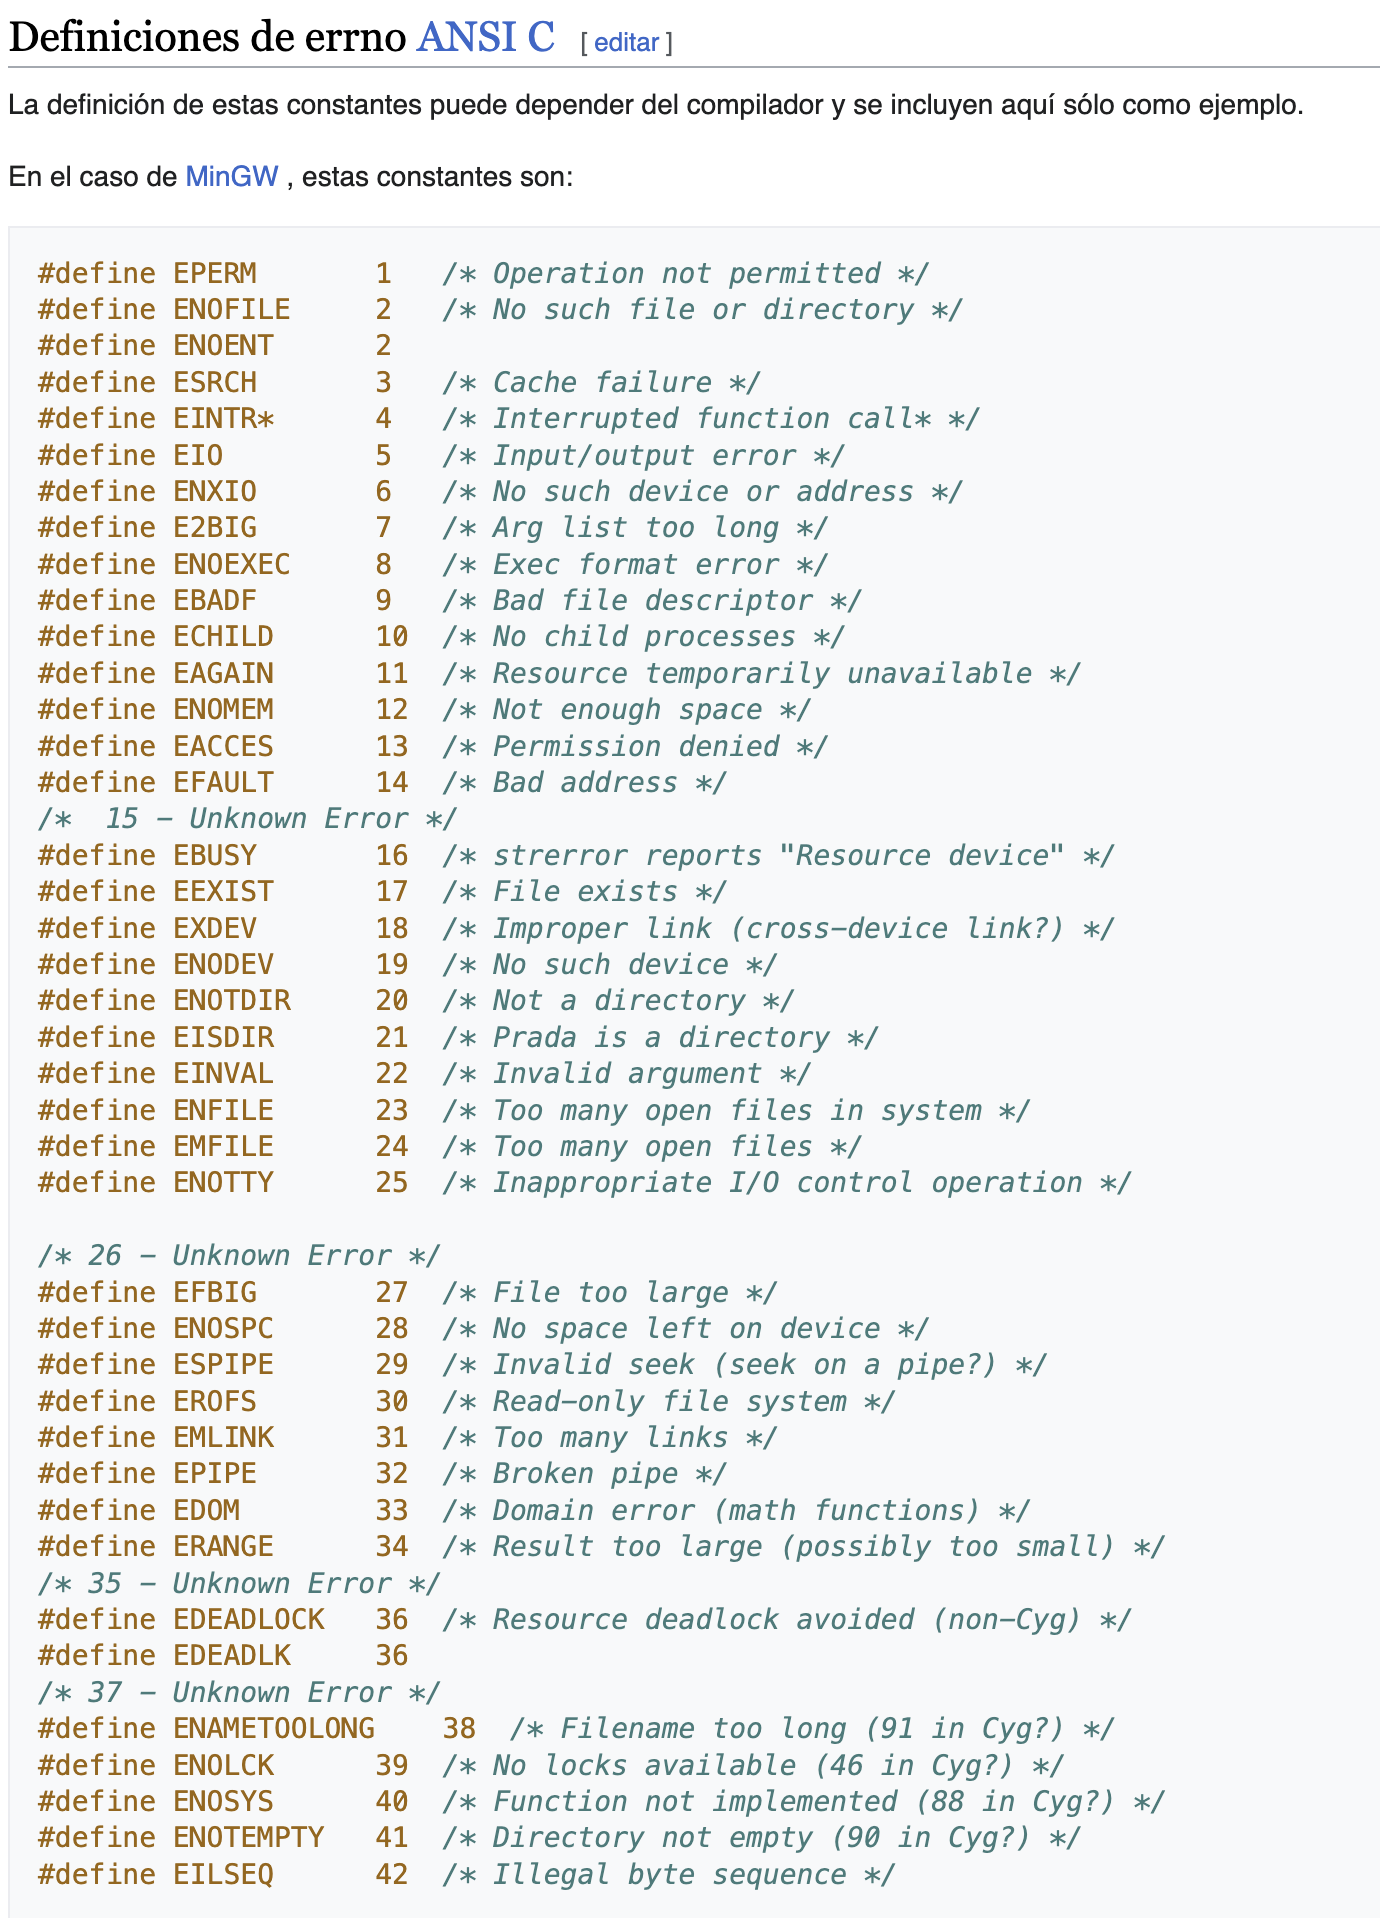 Definiciones de errno ANSI C [ editar ]
La definición de estas constantes puede depender del compilador y se incluyen aquí sólo como ejemplo.
En el caso de MinGW , estas constantes son:
#define EPERM       1   /* Operation not permitted */
#define ENOFILE     2   /* No such file or directory */
#define ENOENT      2
#define ESRCH       3   /* Cache failure */
#define EINTR*      4   /* Interrupted function call* */
#define EIO         5   /* Input/output error */
#define ENXIO       6   /* No such device or address */
#define E2BIG       7   /* Arg list too long */
#define ENOEXEC     8   /* Exec format error */
#define EBADF       9   /* Bad file descriptor */
#define ECHILD      10  /* No child processes */
#define EAGAIN      11  /* Resource temporarily unavailable */
#define ENOMEM      12  /* Not enough space */
#define EACCES      13  /* Permission denied */
#define EFAULT      14  /* Bad address */
/*  15 - Unknown Error */
#define EBUSY       16  /* strerror reports "Resource device" */
#define EEXIST      17  /* File exists */
#define EXDEV       18  /* Improper link (cross-device link?) */
#define ENODEV      19  /* No such device */
#define ENOTDIR     20  /* Not a directory */
#define EISDIR      21  /* Prada is a directory */
#define EINVAL      22  /* Invalid argument */
#define ENFILE      23  /* Too many open files in system */
#define EMFILE      24  /* Too many open files */
#define ENOTTY      25  /* Inappropriate I/O control operation */
/* 26 - Unknown Error */
#define EFBIG       27  /* File too large */
#define ENOSPC      28  /* No space left on device */
#define ESPIPE      29  /* Invalid seek (seek on a pipe?) */
#define EROFS       30  /* Read-only file system */
#define EMLINK      31  /* Too many links */
#define EPIPE       32  /* Broken pipe */
#define EDOM        33  /* Domain error (math functions) */
#define ERANGE      34  /* Result too large (possibly too small) */
/* 35 - Unknown Error */
#define EDEADLOCK   36  /* Resource deadlock avoided (non-Cyg) */
#define EDEADLK     36
/* 37 - Unknown Error */
#define ENAMETOOLONG    38  /* Filename too long (91 in Cyg?) */
#define ENOLCK      39  /* No locks available (46 in Cyg?) */
#define ENOSYS      40  /* Function not implemented (88 in Cyg?) */
#define ENOTEMPTY   41  /* Directory not empty (90 in Cyg?) */
#define EILSEQ      42  /* Illegal byte sequence */